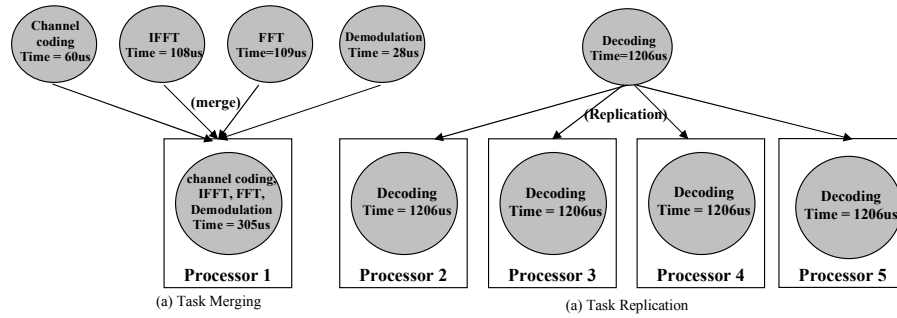 Channel
coding
Time = 60us
IFFT
Time = 108us
FFT
Time=109us
Demodulation
Time = 28us
(merge)
channel coding,
IFFT, FFT,
Demodulation
Time = 305us
Processor 1
(a) Task Merging
Decoding
Time=1206us
(Replication)
Decoding
Time = 1206us
Processor 2
Decoding
Time = 1206us
Processor 3
Decoding
Time = 1206us
Processor 4
Decoding
Time = 1206us
Processor 5
(a) Task Replication